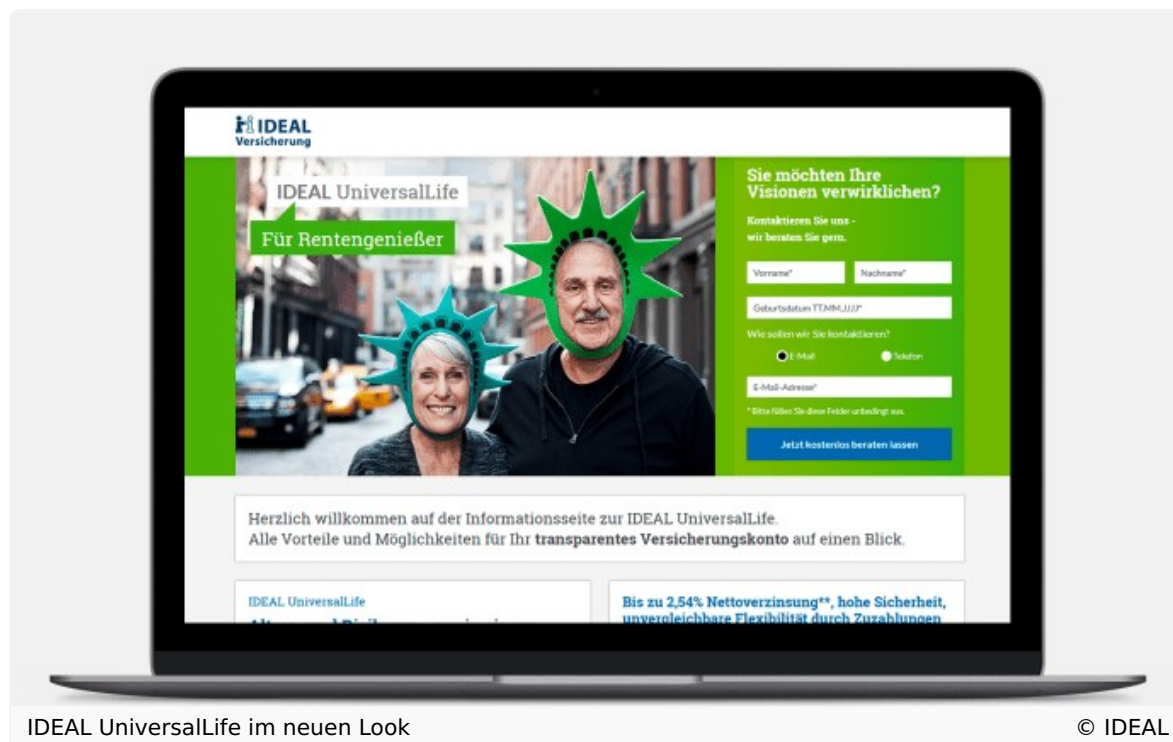 IDEAL
Versicherung
IDEAL UniversalLife
Für Rentengenießer
Sie möchten Ihre
Visionen verwirklichen?
Kontaktieren Sie uns -
wir beraten Sie gern.
Vorname* Nachname*
Geburtsdatum TT.MM.JJJJ*
Wie sollen wir Sie kontaktieren?
E-Mail Telefon
E-Mail-Adresse*
* Bitte füllen Sie diese Felder unbedingt aus.
Jetzt kostenlos beraten lassen
Herzlich willkommen auf der Informationsseite zur IDEAL UniversalLife.
Alle Vorteile und Möglichkeiten für Ihr transparentes Versicherungskonto auf einen Blick.
IDEAL UniversalLife
Bis zu 2,54% Nettoverzinsung**, hohe Sicherheit,
unvergleichbare Flexibilität durch Zuzahlungen
IDEAL UniversalLife im neuen Look
© IDEAL